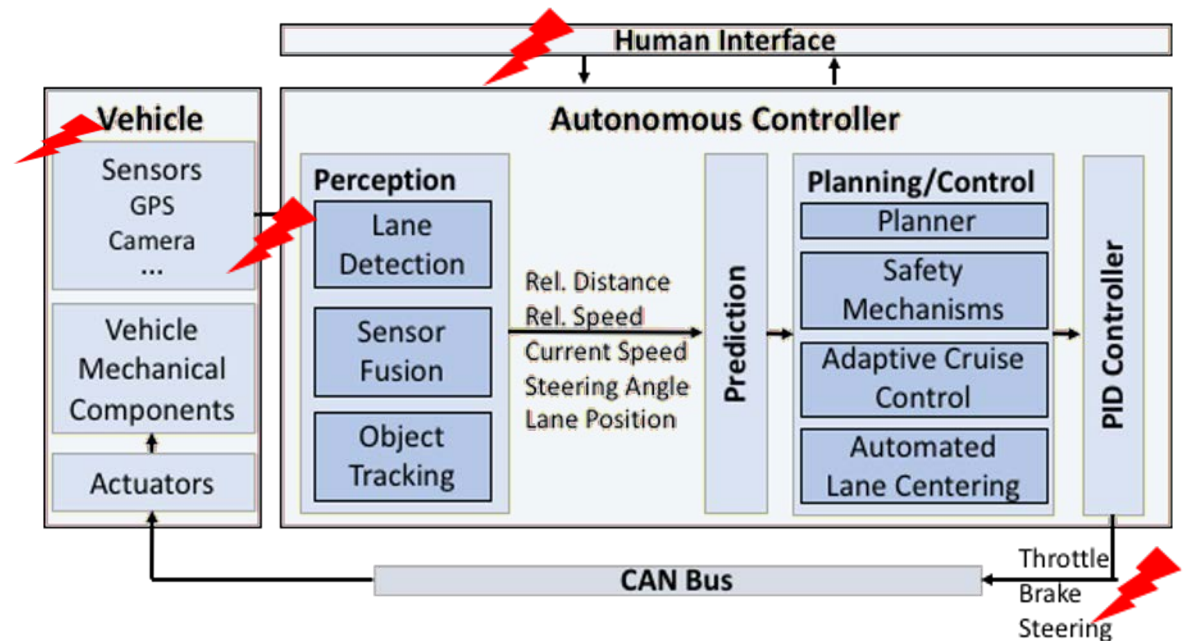 Human Interface
Vehicle
Sensors
GPS
Camera
...
Vehicle
Mechanical
Components
Actuators
Autonomous Controller
Perception
Lane
Detection
Sensor
Fusion
Object
Tracking
Rel. Distance
Rel. Speed
Current Speed
Steering Angle
Lane Position
Prediction
Planning/Control
Planner
Safety
Mechanisms
Adaptive Cruise
Control
Automated
Lane Centering
PID Controller
CAN Bus
Throttle
Brake
Steering